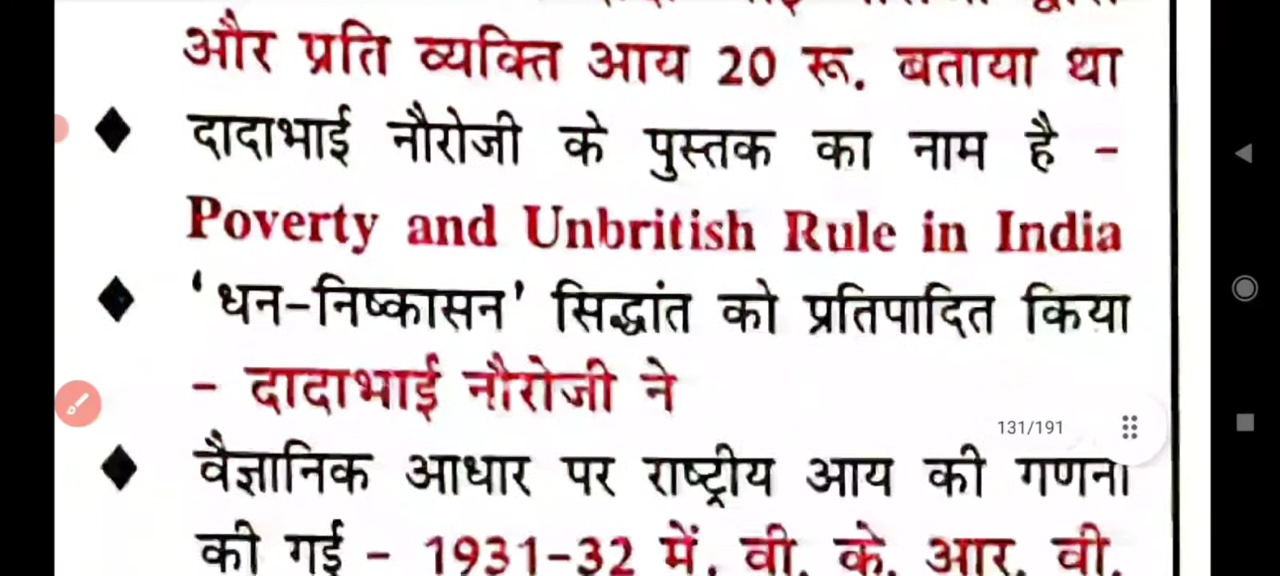 और प्रति व्यक्ति आय 20 रू. बताया था
♦ दादाभाई नौरोजी के पुस्तक का नाम है -
Poverty and Unbritish Rule in India
♦ 'धन-निष्कासन' सिद्धांत को प्रतिपादित किया
- दादाभाई नौरोजी ने
131/191
♦ वैज्ञानिक आधार पर राष्ट्रीय आय की गणना
की गई - 1931-32 में, वी. के. आर. वी.